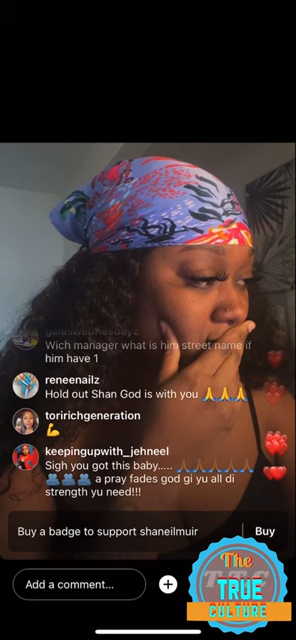 Wich manager what is him street name if
him have 1
reneenailz
Hold out Shan God is with you 🙏🙏🙏
toririchgeneration
💪
keepingupwith_jehneel
Sigh you got this baby..... 🙏🙏🙏🙏🙏
🫂🫂🫂 a pray fades god gi yu all di
strength yu need!!!
Buy a badge to support shaneilmuir
Buy
Add a comment...
The
TRUE
CULTURE